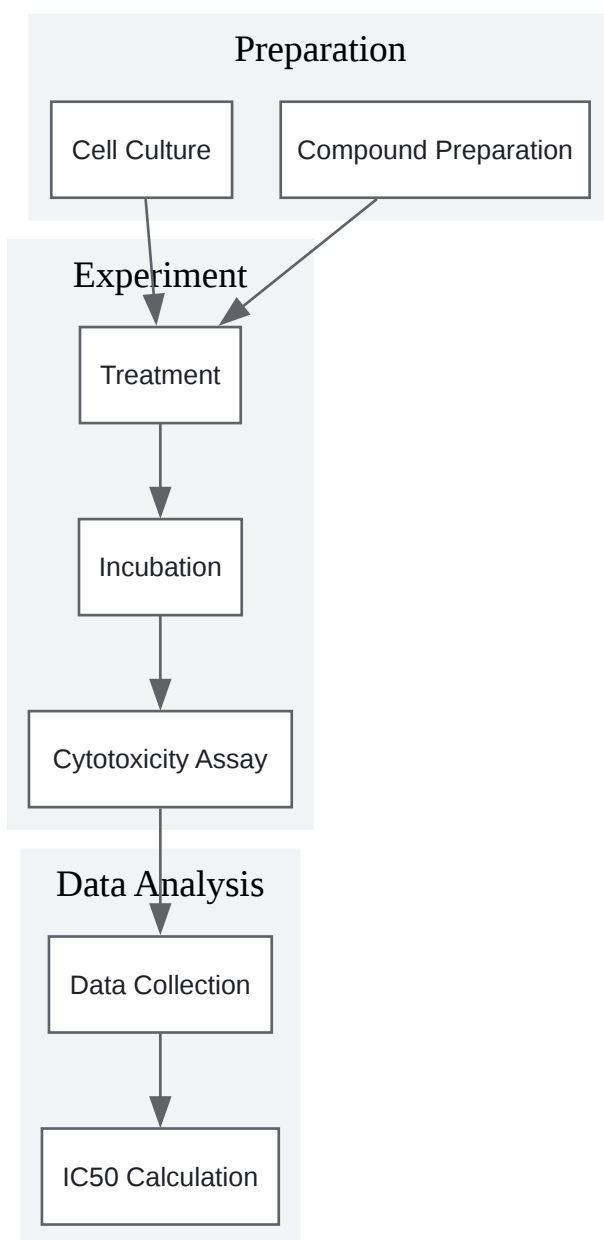 Preparation
Cell Culture
Compound Preparation
Experiment
Treatment
Incubation
Cytotoxicity Assay
Data Analysis
Data Collection
IC50 Calculation